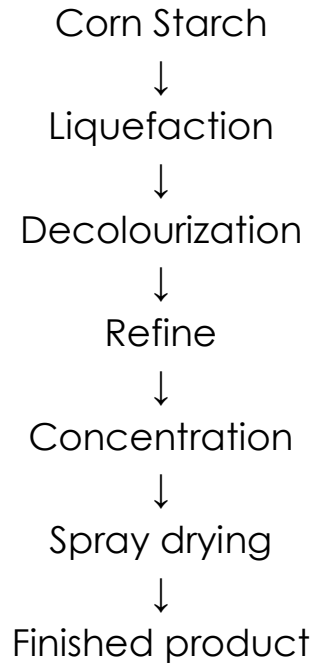 Corn Starch
↓
Liquefaction
↓
Decolourization
↓
Refine
↓
Concentration
↓
Spray drying
↓
Finished product